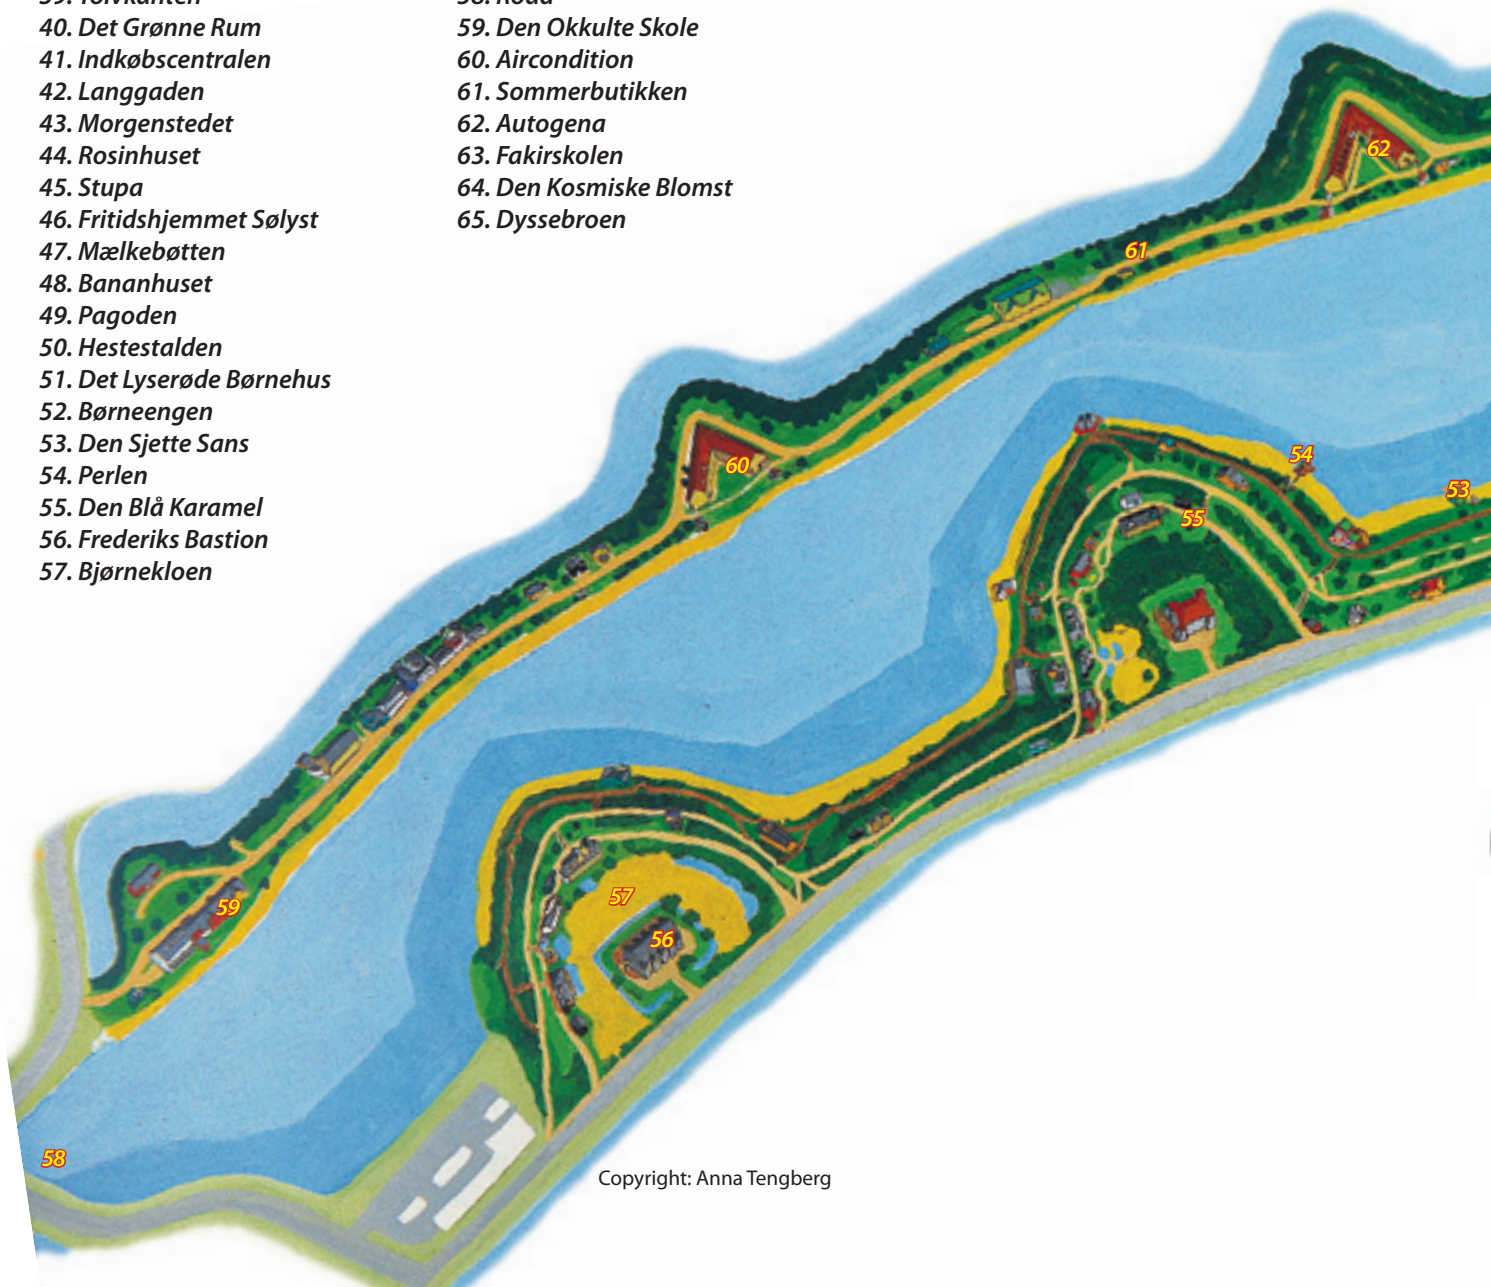 40. Det Grønne Rum
41. Indkøbscentralen
42. Langgaden
43. Morgenstedet
44. Rosinhuset
45. Stupa
46. Fritidshjemmet Sølyst
47. Mælkebøtten
48. Bananhuset
49. Pagoden
50. Hestestalden
51. Det Lyserøde Børnehus
52. Børneengen
53. Den Sjette Sans
54. Perlen
55. Den Blå Karamel
56. Frederiks Bastion
57. Bjørnekloen
59. Den Okkulte Skole
60. Aircondition
61. Sommerbutikken
62. Autogena
63. Fakirskolen
64. Den Kosmiske Blomst
65. Dyssebroen
62
61
60
54
53
55
59
57
56
58
Copyright: Anna Tengberg